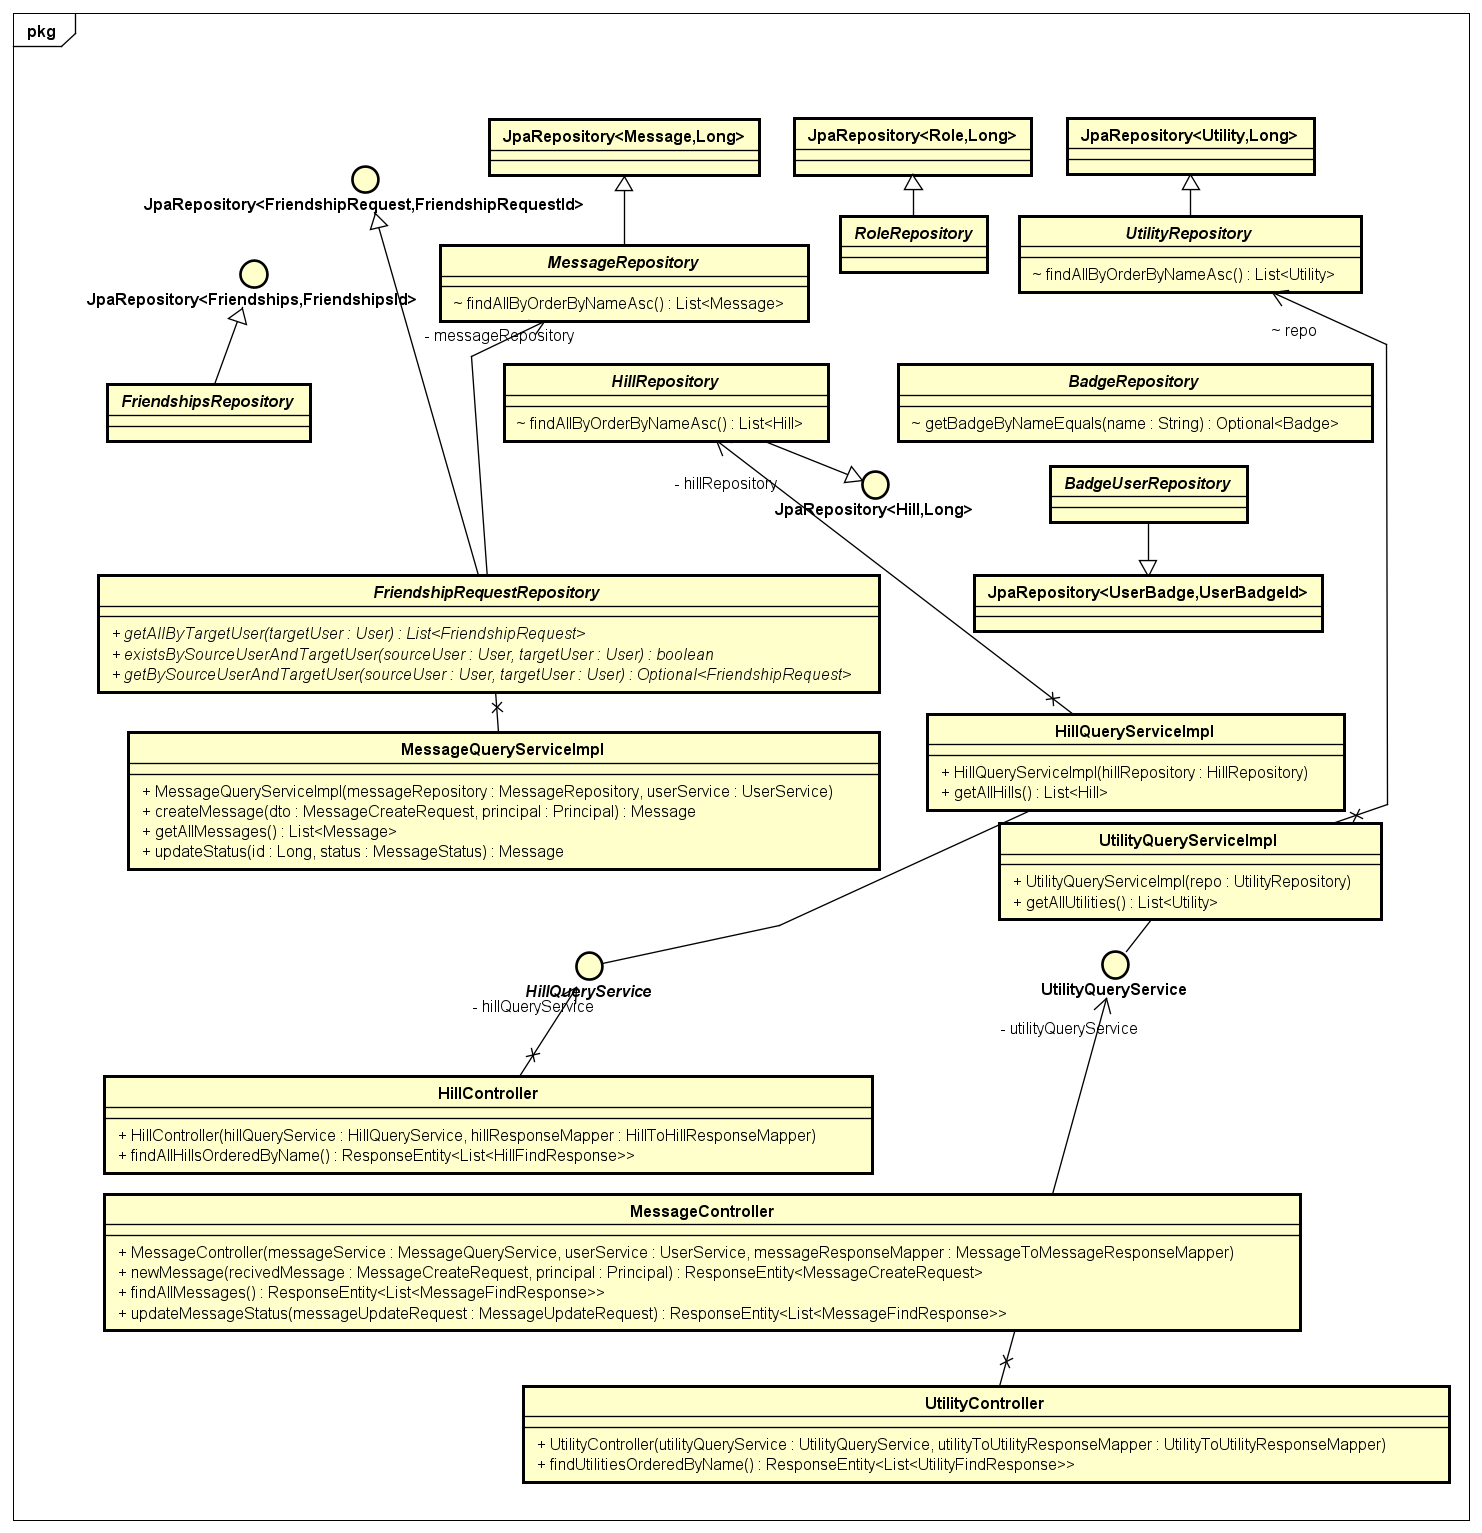 pkg
JpaRepository<Message,Long>
JpaRepository<Role,Long>
JpaRepository<Utility,Long>
JpaRepository<FriendshipRequest,FriendshipRequestId>
RoleRepository
UtilityRepository
~ findAllByOrderByNameAsc() : List<Utility>
MessageRepository
~ findAllByOrderByNameAsc() : List<Message>
JpaRepository<Friendships,FriendshipsId>
- messageRepository
~ repo
FriendshipsRepository
HillRepository
~ findAllByOrderByNameAsc() : List<Hill>
BadgeRepository
~ getBadgeByNameEquals(name : String) : Optional<Badge>
- hillRepository
JpaRepository<Hill,Long>
BadgeUserRepository
JpaRepository<UserBadge,UserBadgeId>
FriendshipRequestRepository
+ getAllByTargetUser(targetUser : User) : List<FriendshipRequest>
+ existsBySourceUserAndTargetUser(sourceUser : User, targetUser : User) : boolean
+ getBySourceUserAndTargetUser(sourceUser : User, targetUser : User) : Optional<FriendshipRequest>
MessageQueryServiceImpl
+ MessageQueryServiceImpl(messageRepository : MessageRepository, userService : UserService)
+ createMessage(dto : MessageCreateRequest, principal : Principal) : Message
+ getAllMessages() : List<Message>
+ updateStatus(id : Long, status : MessageStatus) : Message
HillQueryServiceImpl
+ HillQueryServiceImpl(hillRepository : HillRepository)
+ getAllHills() : List<Hill>
UtilityQueryServiceImpl
+ UtilityQueryServiceImpl(repo : UtilityRepository)
+ getAllUtilities() : List<Utility>
HillQueryService
- hillQueryService
UtilityQueryService
- utilityQueryService
HillController
+ HillController(hillQueryService : HillQueryService, hillResponseMapper : HillToHillResponseMapper)
+ findAllHillsOrderedByName() : ResponseEntity<List<HillFindResponse>>
MessageController
+ MessageController(messageService : MessageQueryService, userService : UserService, messageResponseMapper : MessageToMessageResponseMapper)
+ newMessage(recivedMessage : MessageCreateRequest, principal : Principal) : ResponseEntity<MessageCreateRequest>
+ findAllMessages() : ResponseEntity<List<MessageFindResponse>>
+ updateMessageStatus(messageUpdateRequest : MessageUpdateRequest) : ResponseEntity<List<MessageFindResponse>>
UtilityController
+ UtilityController(utilityQueryService : UtilityQueryService, utilityToUtilityResponseMapper : UtilityToUtilityResponseMapper)
+ findUtilitiesOrderedByName() : ResponseEntity<List<UtilityFindResponse>>